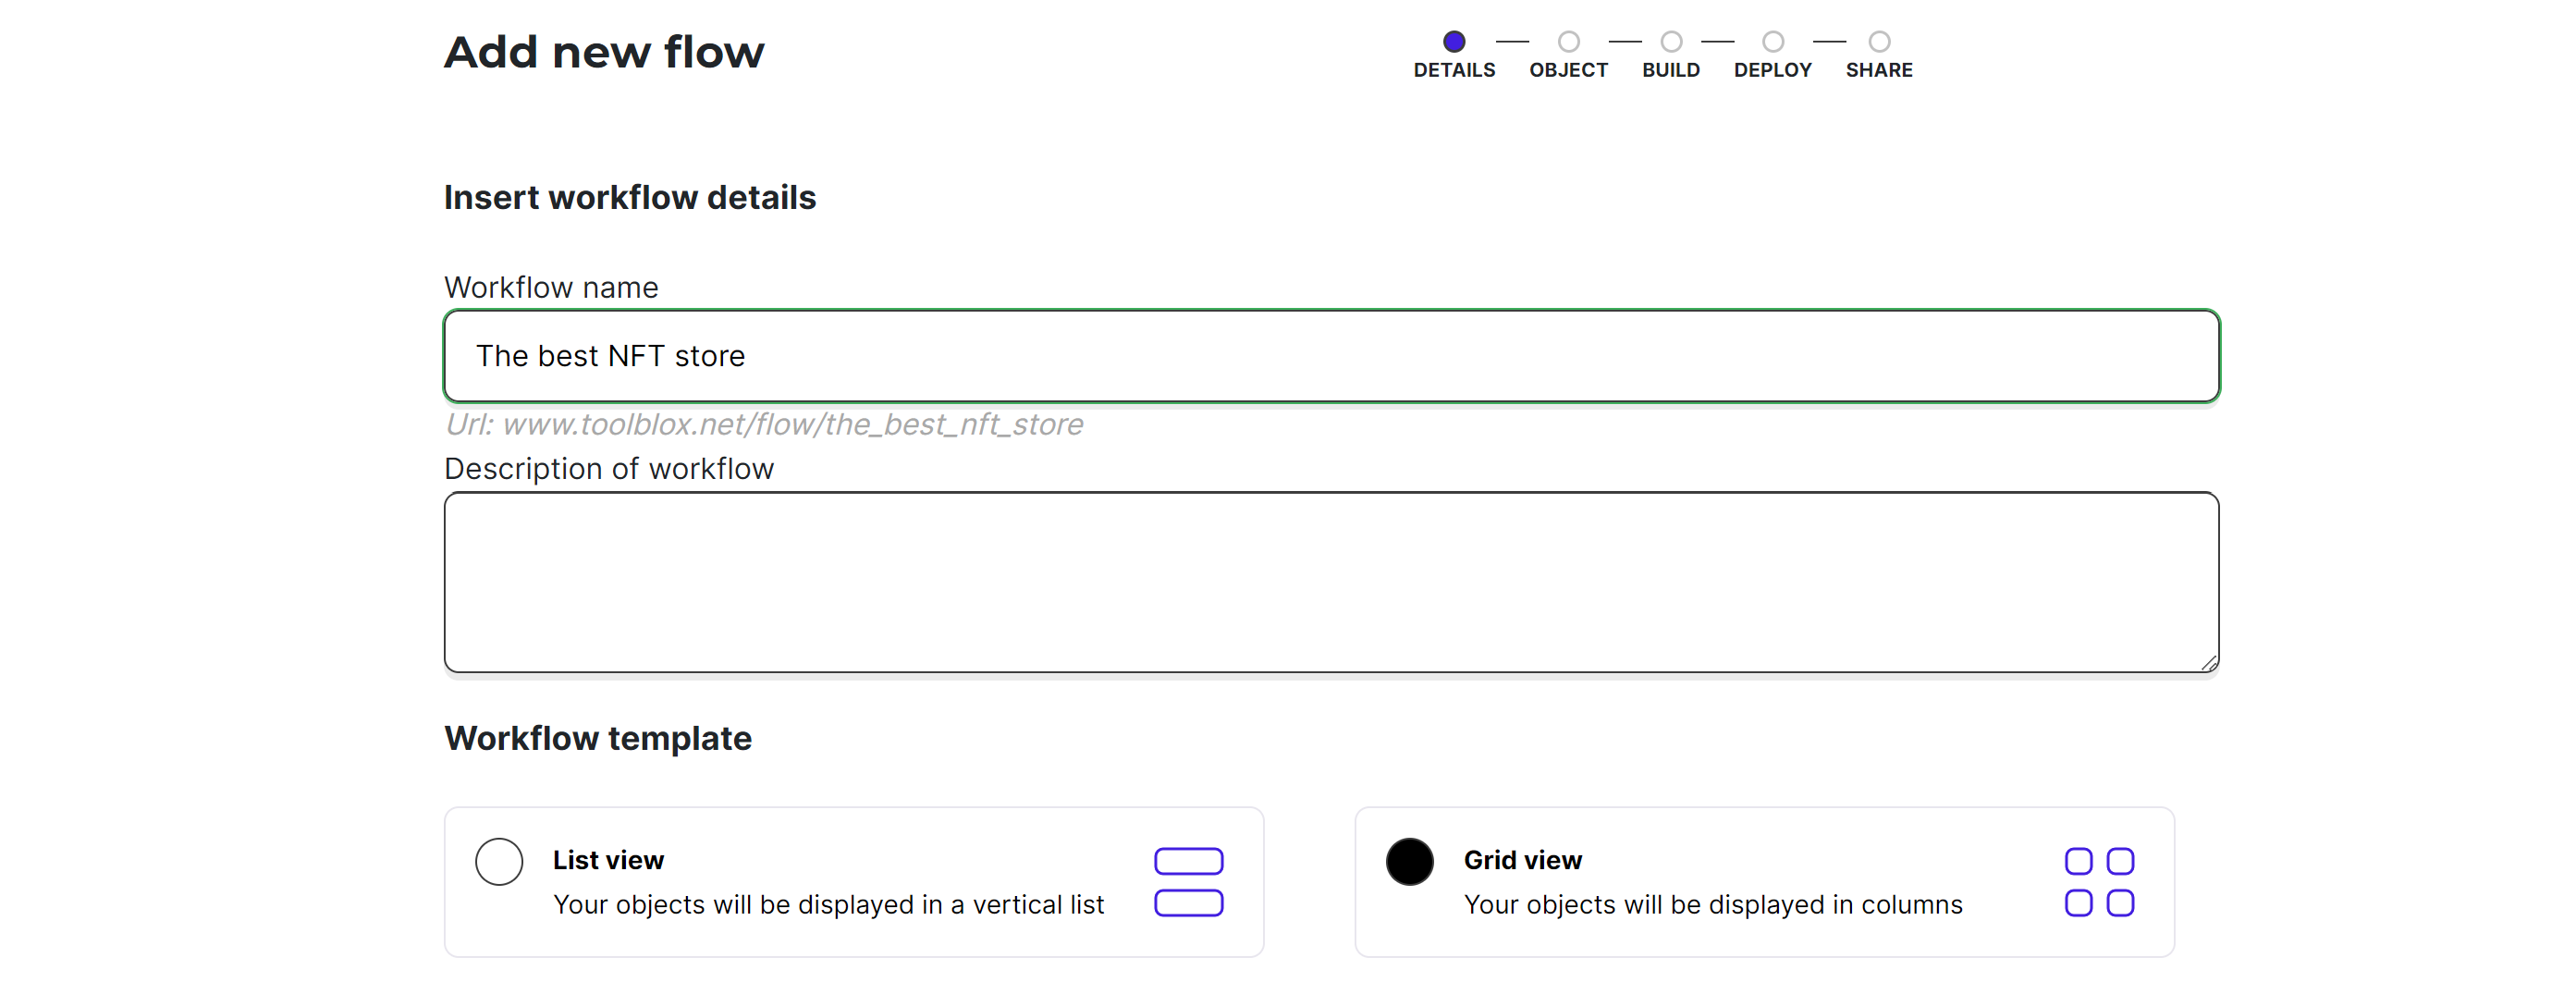 Add new flow
DETAILS OBJECT BUILD DEPLOY SHARE
Insert workflow details
Workflow name
The best NFT store
Url: www.toolblox.net/flow/the_best_nft_store
Description of workflow
Workflow template
List view
Your objects will be displayed in a vertical list
Grid view
Your objects will be displayed in columns